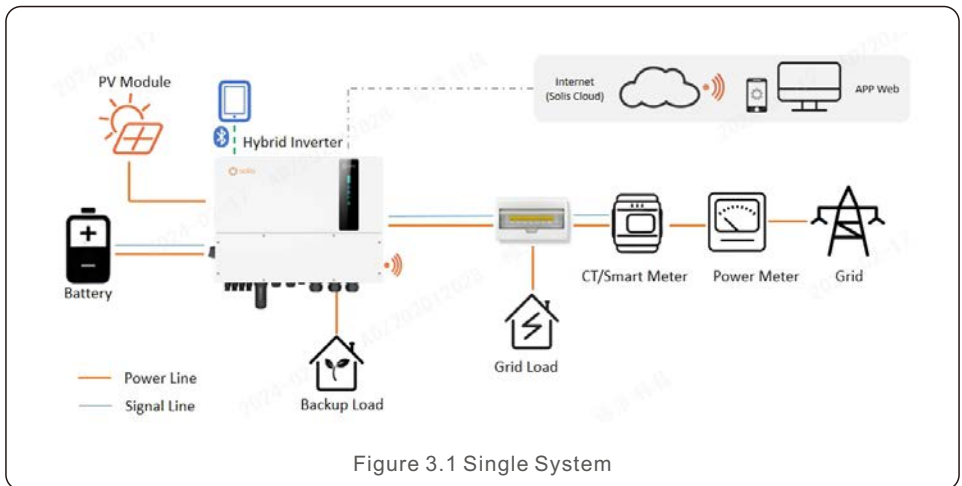 PV Module
Internet
(Solis Cloud)
APP Web
Hybrid Inverter
solis
Battery
CT/Smart Meter
Power Meter
Grid
Grid Load
Backup Load
Power Line
Signal Line
Figure 3.1 Single System